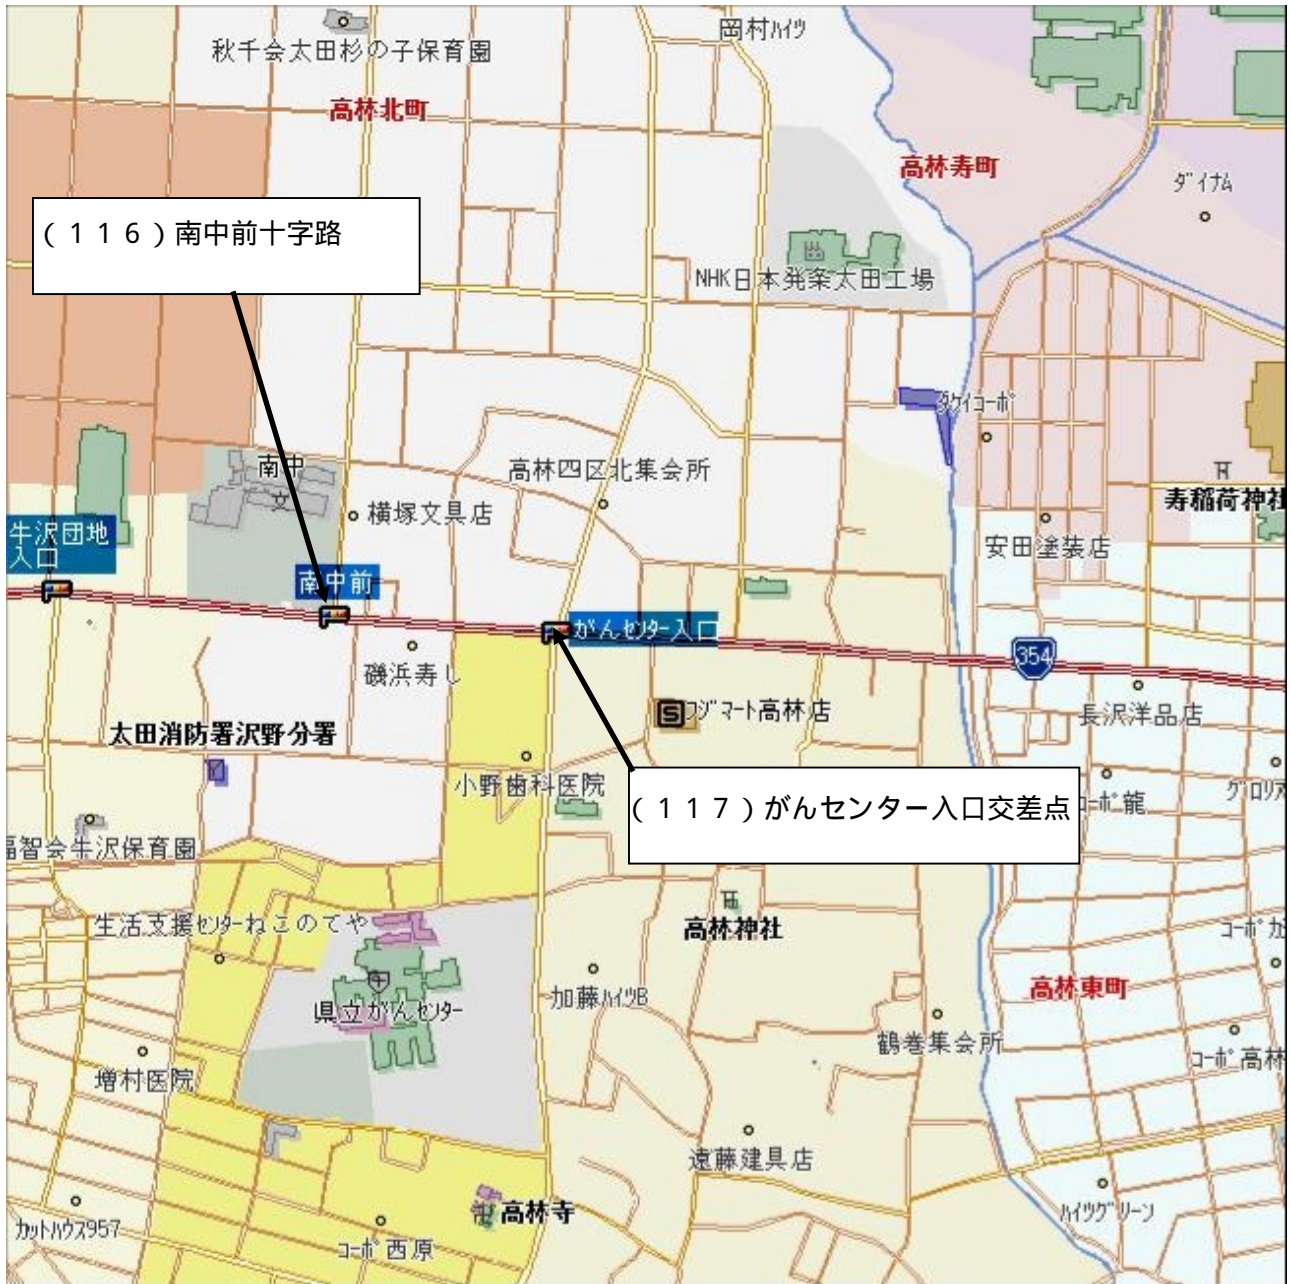 岡村ﾊｲﾂ
秋千会太田杉の子保育園
高林北町
高林寿町
ﾀﾞｲﾅﾑ
(116)南中前十字路
NHK日本発条太田工場
ﾀｹｲｺｰﾎﾟ
南中
文
高林四区北集会所
寿稲荷神社
横塚文具店
牛沢団地
入口
安田塗装店
南中前
がんｾﾝﾀｰ入口
354
磯浜寿し
S
フジマート高林店
長沢洋品店
太田消防署沢野分署
小野歯科医院
(117)がんセンター入口交差点
ｺｰﾎﾟ龍
ｸﾞﾛﾘｱ
福智会牛沢保育園
生活支援ｾﾝﾀｰねこのてや
高林神社
ｺｰﾎﾟカ
高林東町
県立がんｾﾝﾀｰ
加藤ﾊｲﾂB
鶴巻集会所
ｺｰﾎﾟ高林
増村医院
遠藤建具店
高林寺
ﾊｲﾂｸﾞﾘｰﾝ
ｶｯﾄﾊｳｽ957
ｺｰﾎﾟ西原